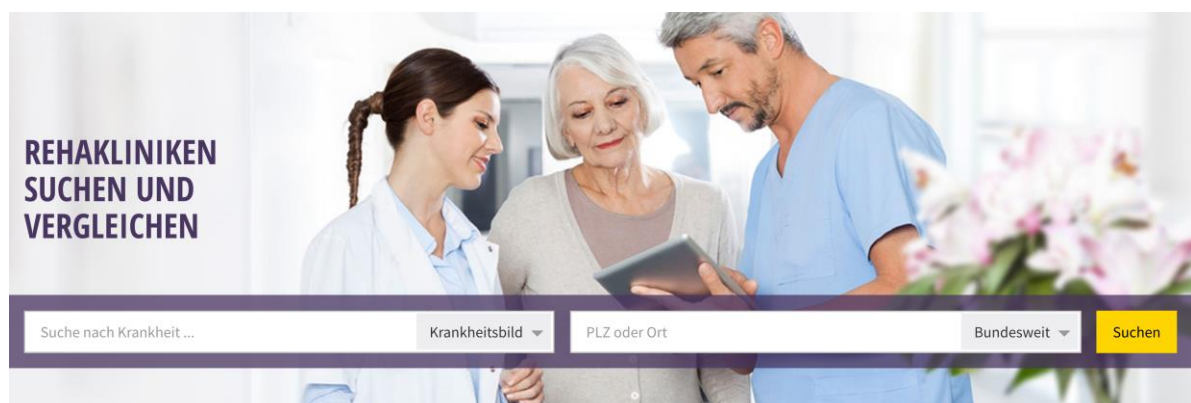 REHAKLINIKEN
SUCHEN UND
VERGLEICHEN
Suche nach Krankheit ... Krankheitsbild PLZ oder Ort Bundesweit Suchen